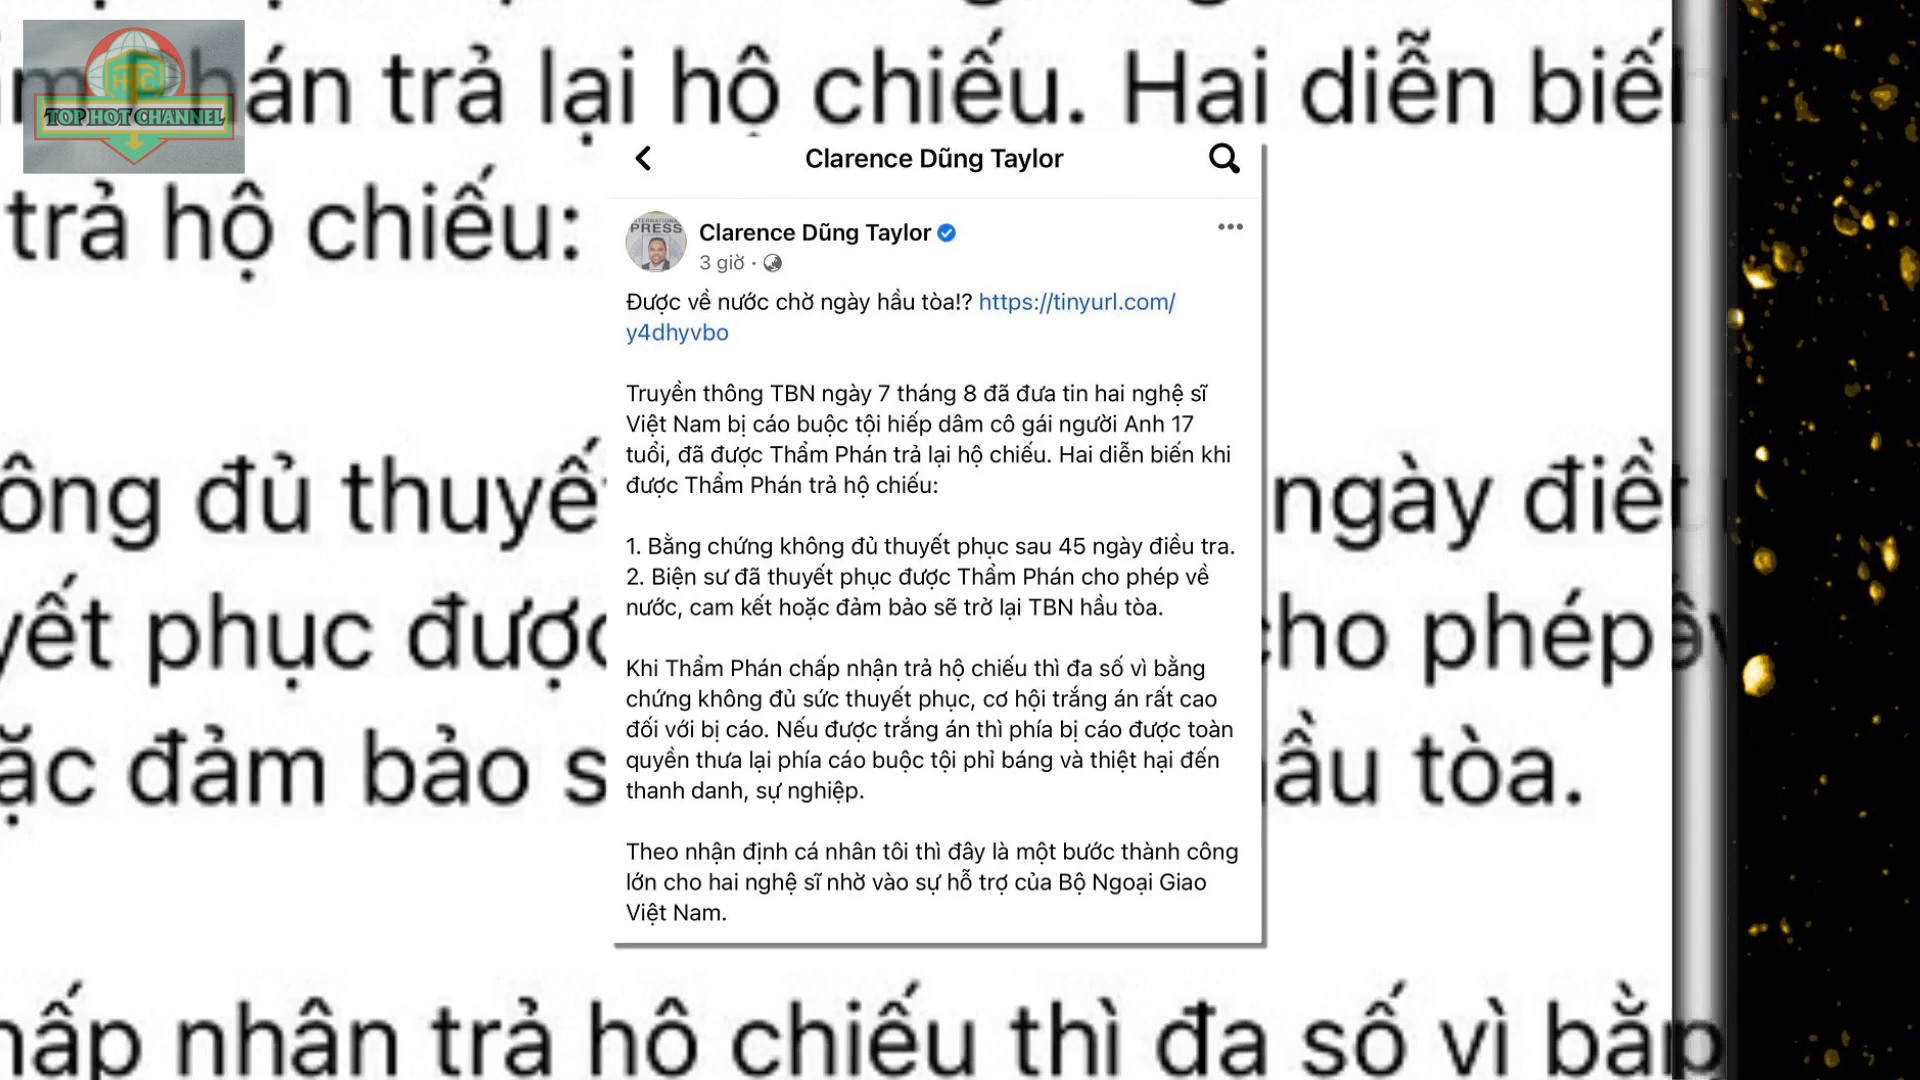 HTC
TOP HOT CHANNEL
phán trả lại hộ chiếu. Hai diễn
trả hộ chiếu:
Clarence Dũng Taylor
INTERNATIONAL
PRESS
Clarence Dũng Taylor
3 giờ ·
Được về nước chờ ngày hầu tòa!? https://tinyurl.com/
y4dhyvbo
Truyền thông TBN ngày 7 tháng 8 đã đưa tin hai nghệ sĩ
Việt Nam bị cáo buộc tội hiếp dâm cô gái người Anh 17
tuổi, đã được Thẩm Phán trả lại hộ chiếu. Hai diễn biến khi
được Thẩm Phán trả hộ chiếu:
1. Bằng chứng không đủ thuyết phục sau 45 ngày điều tra.
2. Biện sư đã thuyết phục được Thẩm Phán cho phép về
nước, cam kết hoặc đảm bảo sẽ trở lại TBN hầu tòa.
Khi Thẩm Phán chấp nhận trả hộ chiếu thì đa số vì bằng
chứng không đủ sức thuyết phục, cơ hội trắng án rất cao
đối với bị cáo. Nếu được trắng án thì phía bị cáo được toàn
quyền thưa lại phía cáo buộc tội phỉ báng và thiệt hại đến
thanh danh, sự nghiệp.
Theo nhận định cá nhân tôi thì đây là một bước thành công
lớn cho hai nghệ sĩ nhờ vào sự hỗ trợ của Bộ Ngoại Giao
Việt Nam.
đủ
ngày
phục
cho phép
đảm bảo
hầu tòa.
nhận trả hộ chiếu thì đa số vì